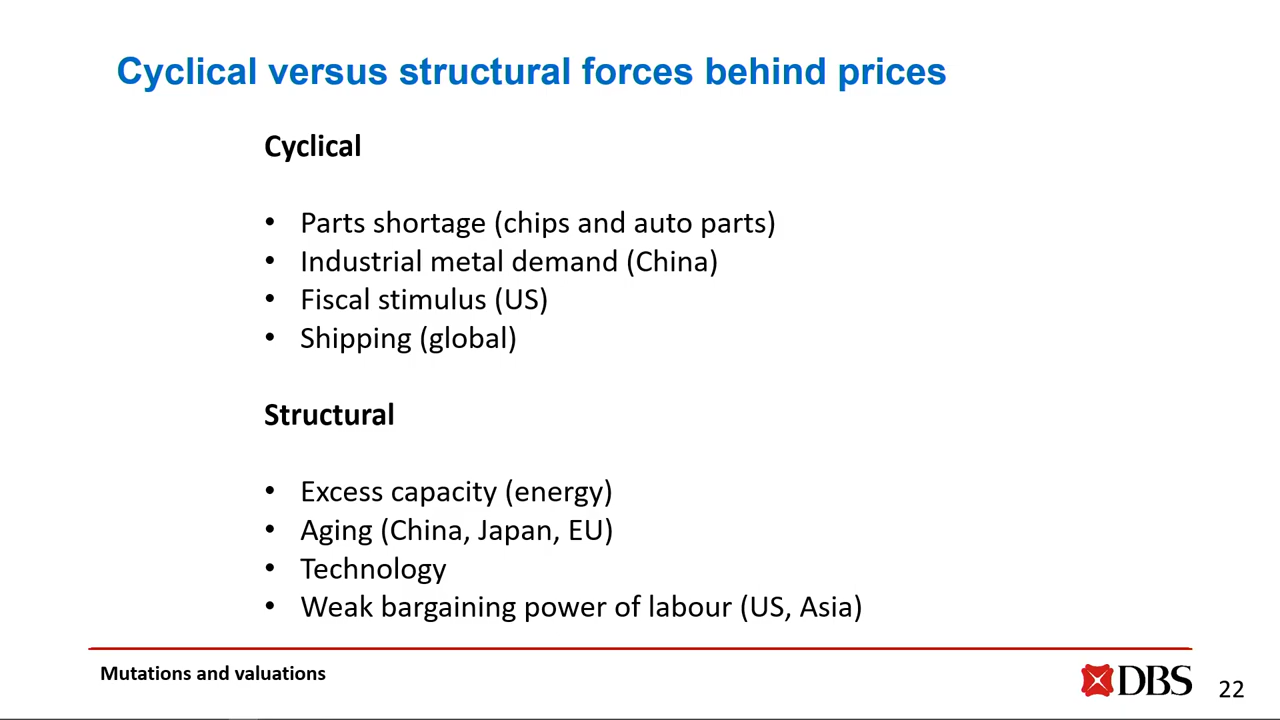 Cyclical versus structural forces behind prices
Cyclical
• Parts shortage (chips and auto parts)
• Industrial metal demand (China)
• Fiscal stimulus (US)
• Shipping (global)
Structural
• Excess capacity (energy)
• Aging (China, Japan, EU)
• Technology
• Weak bargaining power of labour (US, Asia)
Mutations and valuations
DBS
22